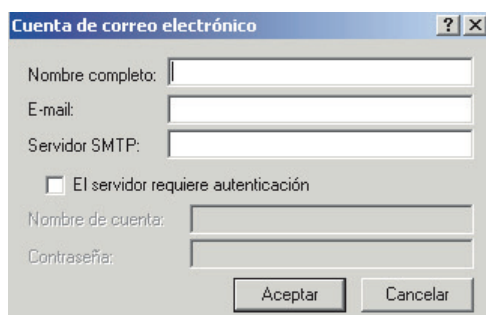 Cuenta de correo electrónico
Nombre completo:
E-mail:
Servidor SMTP:
El servidor requiere autenticación
Nombre de cuenta:
Contraseña:
Aceptar Cancelar